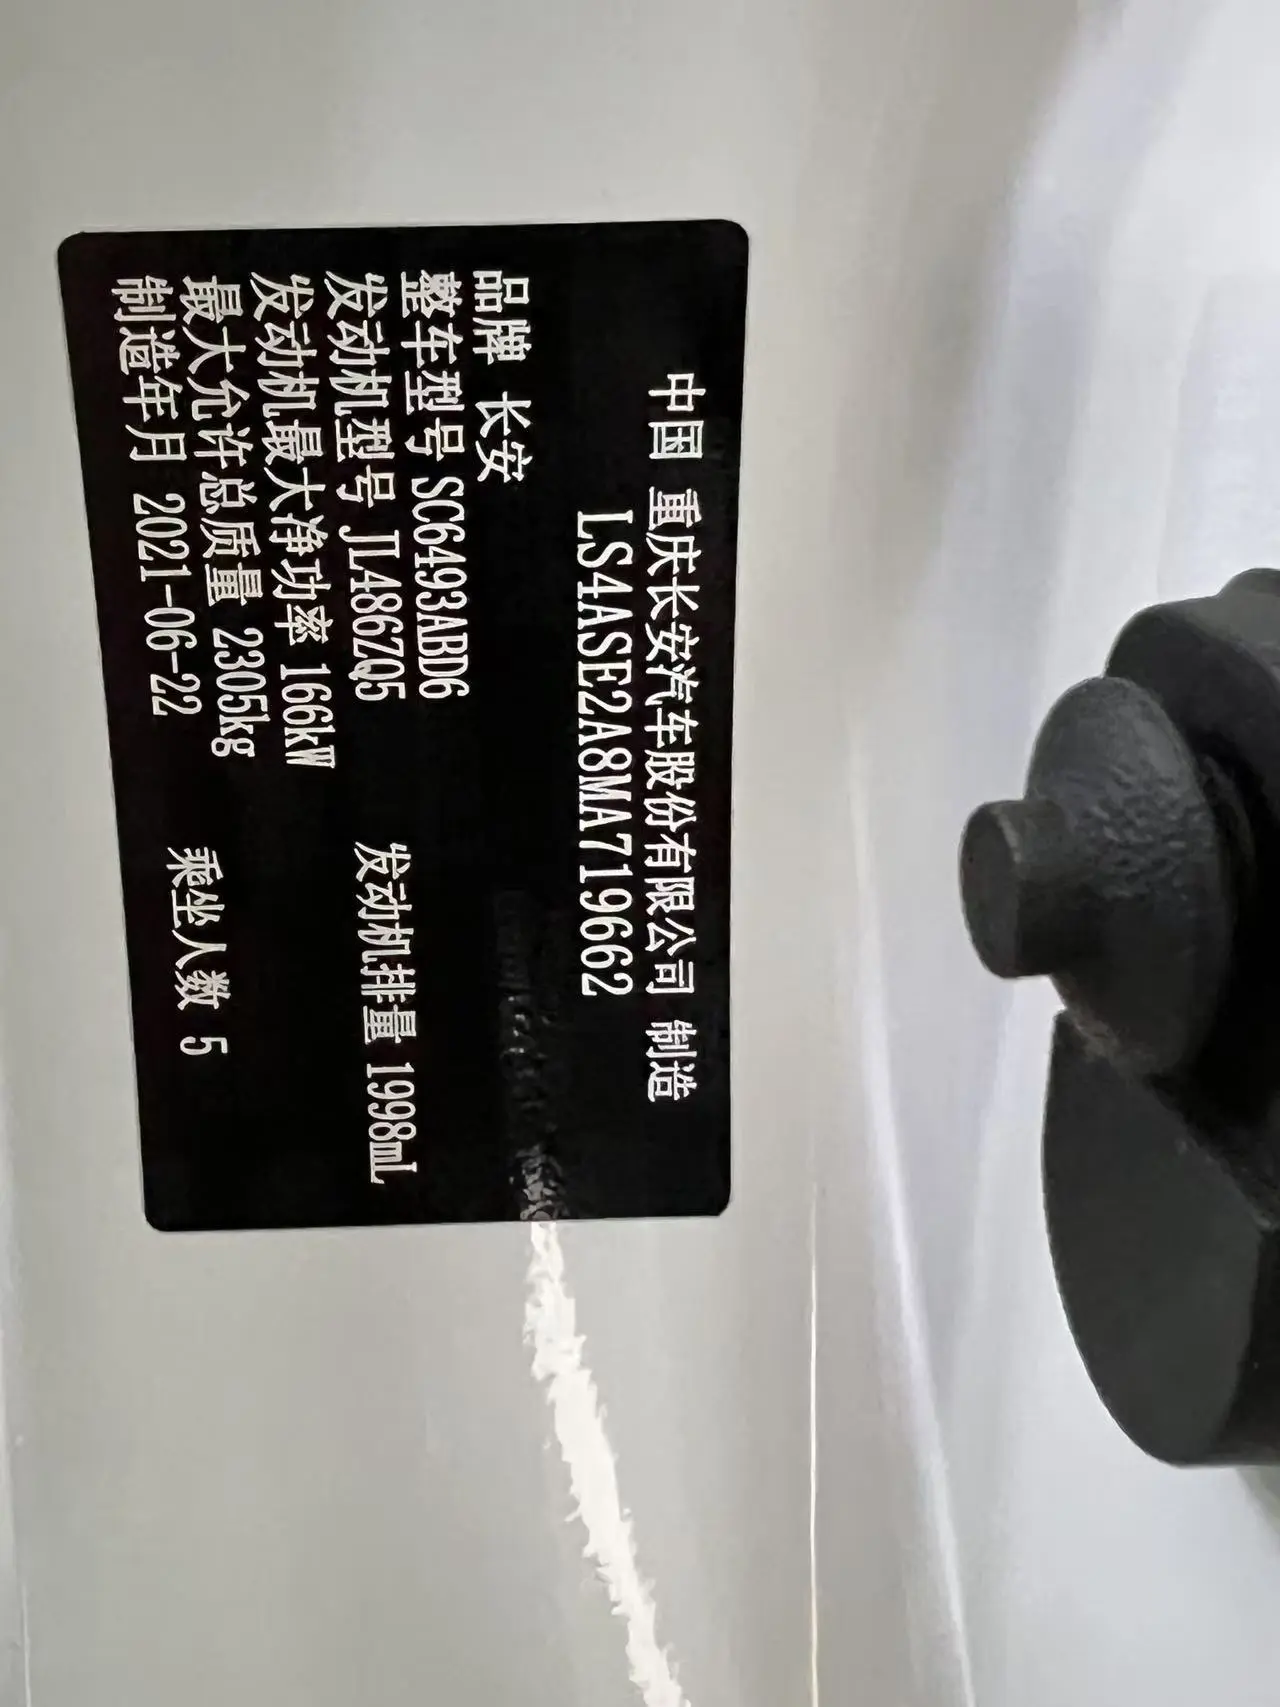 中国 重庆长安汽车股份有限公司 制造
LS4ASE2A8MA719662
品牌 长安
整车型号 SC6493ABD6
发动机型号 JL486ZQ5 发动机排量 1998mL
发动机最大净功率 166kW
最大允许总质量 2305kg
制造年月 2021-06-22 乘坐人数 5